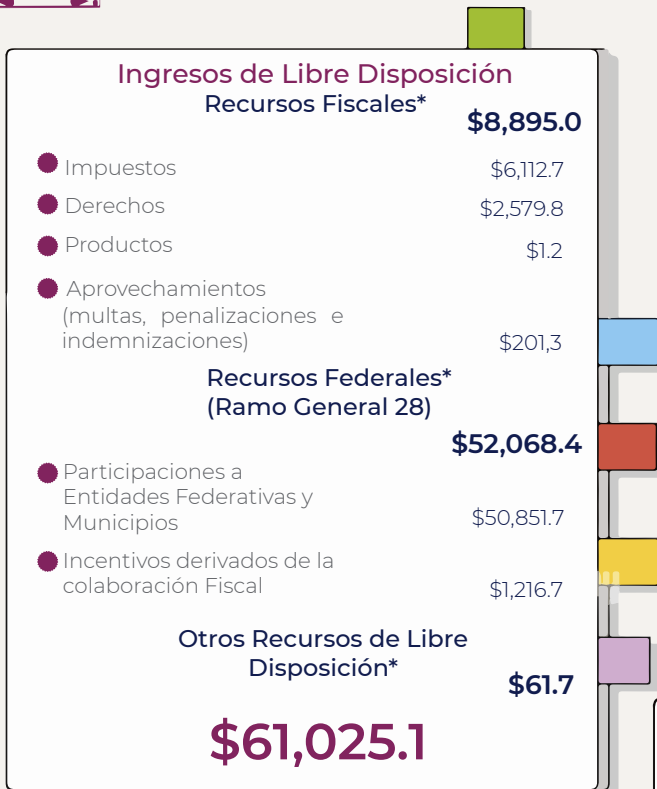 Ingresos de Libre Disposición
Recursos Fiscales*
$8,895.0
Impuestos $6,112.7
Derechos $2,579.8
Productos $1.2
Aprovechamientos
(multas, penalizaciones e
indemnizaciones) $201,3
Recursos Federales*
(Ramo General 28)
$52,068.4
Participaciones a
Entidades Federativas y
Municipios $50,851.7
Incentivos derivados de la
colaboración Fiscal $1,216.7
Otros Recursos de Libre
Disposición*
$61.7
$61,025.1